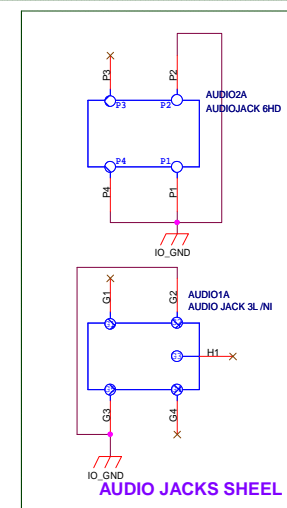 P3
P2
AUDIO2A
AUDIOJACK 6HD
P3
P2
P4
P1
P4
P1
IO_GND
AUDIO1A
AUDIO JACK 3L /NI
G1
G2
G3
H1
G3
G4
IO_GND
AUDIO JACKS SHEEL